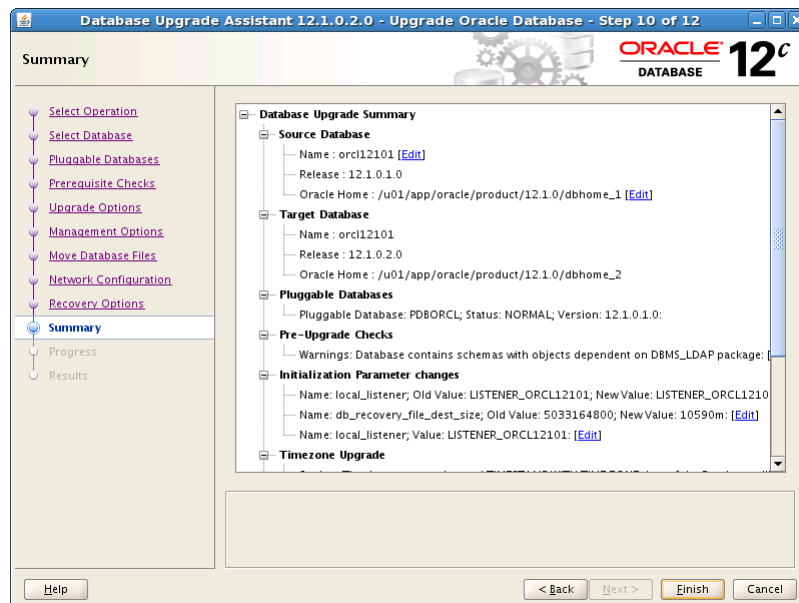 Database Upgrade Assistant 12.1.0.2.0 - Upgrade Oracle Database - Step 10 of 12
Summary
ORACLE
DATABASE
12c
Select Operation
Select Database
Pluggable Databases
Prerequisite Checks
Upgrade Options
Management Options
Move Database Files
Network Configuration
Recovery Options
Summary
Progress
Results
Database Upgrade Summary
Source Database
Name : orcl12101 [Edit]
Release : 12.1.0.1.0
Oracle Home : /u01/app/oracle/product/12.1.0/dbhome_1 [Edit]
Target Database
Name : orcl12101
Release : 12.1.0.2.0
Oracle Home : /u01/app/oracle/product/12.1.0/dbhome_2
Pluggable Databases
Pluggable Database: PDBORCL; Status: NORMAL; Version: 12.1.0.1.0:
Pre-Upgrade Checks
Warnings: Database contains schemas with objects dependent on DBMS_LDAP package: [
Initialization Parameter changes
Name: local_listener; Old Value: LISTENER_ORCL12101; New Value: LISTENER_ORCL1210
Name: db_recovery_file_dest_size; Old Value: 5033164800; New Value: 10590m: [Edit]
Name: local_listener; Value: LISTENER_ORCL12101: [Edit]
Timezone Upgrade
Help
< Back
Next >
Finish
Cancel